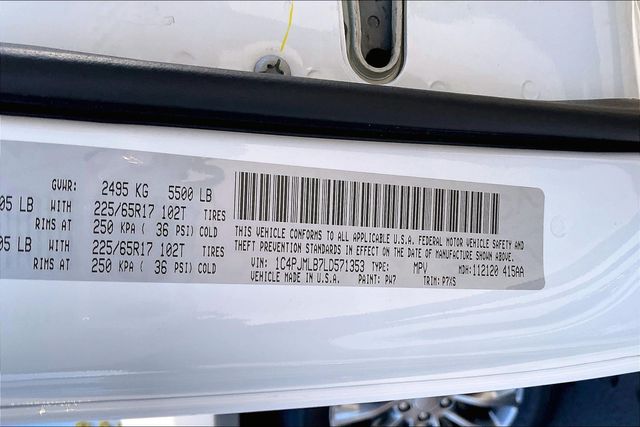 GVWR: 2495 KG 5500 LB
05 LB WITH 225/65R17 102T TIRES
RIMS AT 250 KPA ( 36 PSI) COLD
05 LB WITH 225/65R17 102T TIRES
RIMS AT 250 KPA ( 36 PSI) COLD
THIS VEHICLE CONFORMS TO ALL APPLICABLE U.S.A. FEDERAL MOTOR VEHICLE SAFETY AND
THEFT PREVENTION STANDARDS IN EFFECT ON THE DATE OF MANUFACTURE SHOWN ABOVE.
VIN: 1C4PJMLB7LD571353 TYPE: MPV MDH:112120 415AA
VEHICLE MADE IN U.S.A. PAINT: PW7 TRIM: P7XS